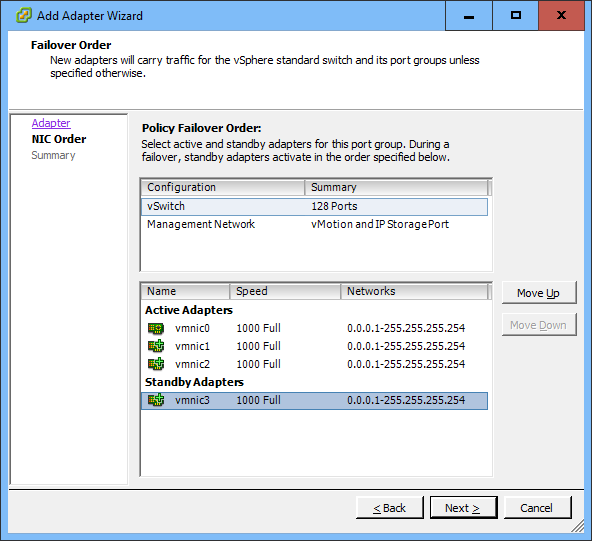 Add Adapter Wizard
Failover Order
New adapters will carry traffic for the vSphere standard switch and its port groups unless
specified otherwise.
Adapter
NIC Order
Summary
Policy Failover Order:
Select active and standby adapters for this port group. During a
failover, standby adapters activate in the order specified below.
Configuration Summary
vSwitch 128 Ports
Management Network vMotion and IP Storage Port
Name Speed Networks
Active Adapters
vmnic0 1000 Full 0.0.0.1-255.255.255.254
vmnic1 1000 Full 0.0.0.1-255.255.255.254
vmnic2 1000 Full 0.0.0.1-255.255.255.254
Standby Adapters
vmnic3 1000 Full 0.0.0.1-255.255.255.254
Move Up
Move Down
< Back Next > Cancel